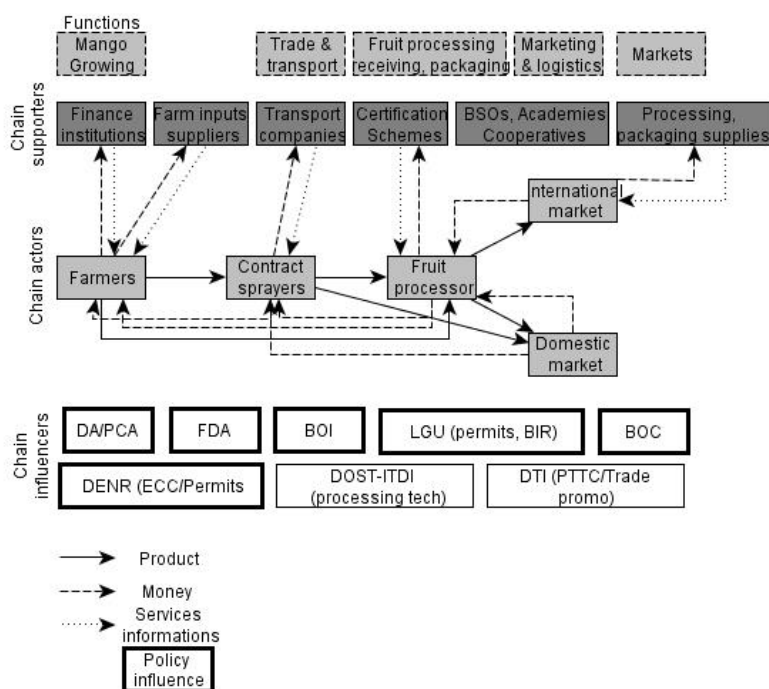 Functions
Mango
Growing
Trade &
transport
Fruit processing
receiving, packaging
Marketing
& logistics
Markets
Chain
supporters
Finance
institutions
Farm inputs
suppliers
Transport
companies
Certification
Schemes
BSOs, Academies
Cooperatives
Processing,
packaging supplies
Chain actors
International
market
Farmers
Contract
sprayers
Fruit
processor
Domestic
market
Chain
influencers
DA/PCA
FDA
BOI
LGU (permits, BIR)
BOC
DENR (ECC/Permits
DOST-ITDI
(processing tech)
DTI (PTTC/Trade
promo)
Product
Money
Services
informations
Policy
influence